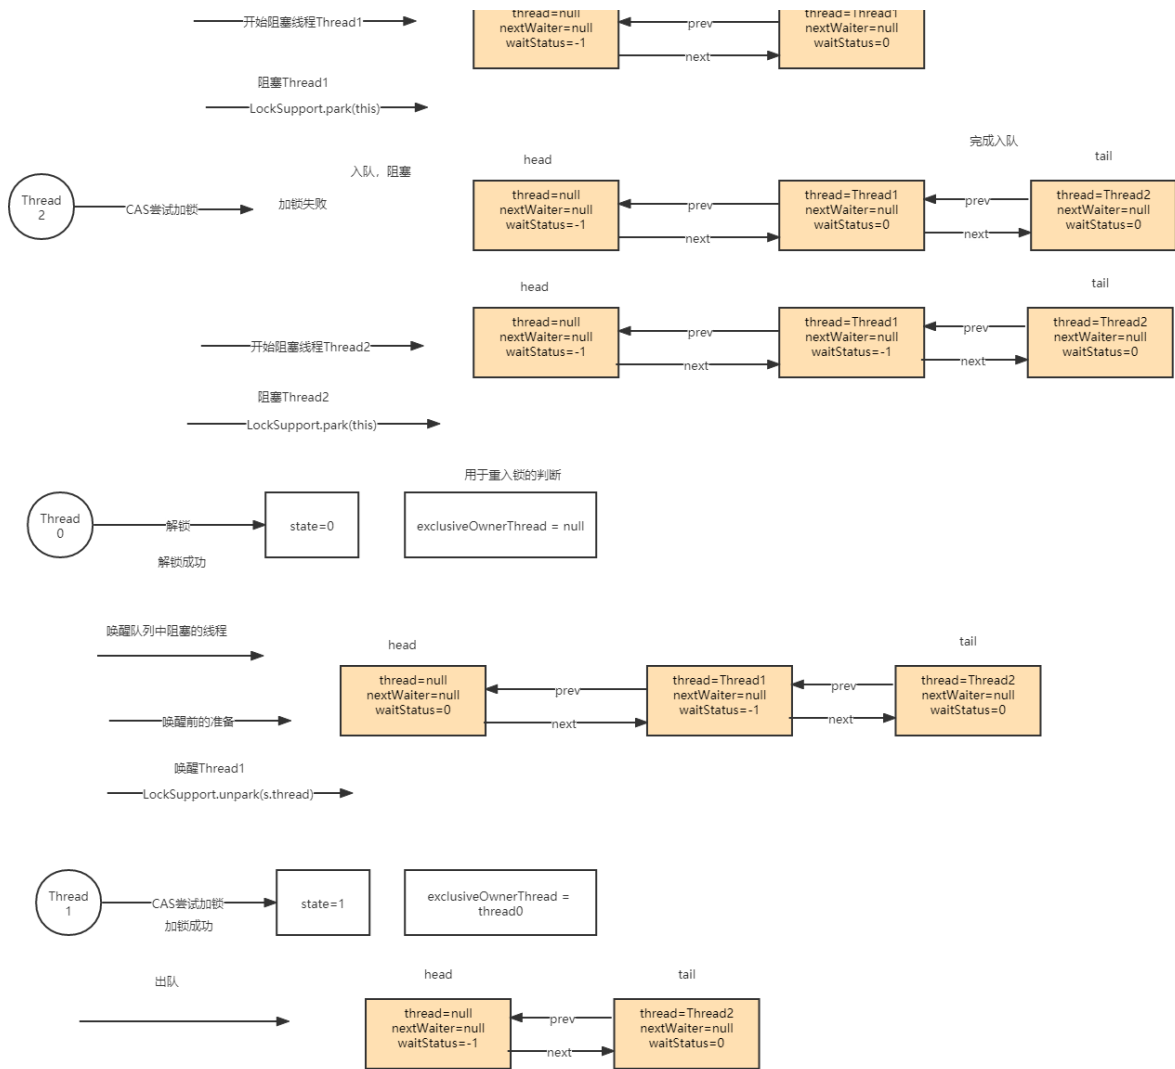 thread=null
nextWaiter=null
waitStatus=-1
thread=Thread1
nextWaiter=null
waitStatus=0
开始阻塞线程Thread1
prev
next
阻塞Thread1
LockSupport.park(this)
完成入队
head
tail
入队，阻塞
Thread
2
CAS尝试加锁
加锁失败
thread=null
nextWaiter=null
waitStatus=-1
prev
next
thread=Thread1
nextWaiter=null
waitStatus=0
prev
next
thread=Thread2
nextWaiter=null
waitStatus=0
head
tail
开始阻塞线程Thread2
thread=null
nextWaiter=null
waitStatus=-1
prev
next
thread=Thread1
nextWaiter=null
waitStatus=-1
prev
next
thread=Thread2
nextWaiter=null
waitStatus=0
阻塞Thread2
LockSupport.park(this)
用于重入锁的判断
Thread
0
解锁
解锁成功
state=0
exclusiveOwnerThread = null
唤醒队列中阻塞的线程
head
tail
唤醒前的准备
thread=null
nextWaiter=null
waitStatus=0
prev
next
thread=Thread1
nextWaiter=null
waitStatus=-1
prev
next
thread=Thread2
nextWaiter=null
waitStatus=0
唤醒Thread1
LockSupport.unpark(s.thread)
Thread
1
CAS尝试加锁
加锁成功
state=1
exclusiveOwnerThread =
thread0
出队
head
tail
thread=null
nextWaiter=null
waitStatus=-1
prev
next
thread=Thread2
nextWaiter=null
waitStatus=0